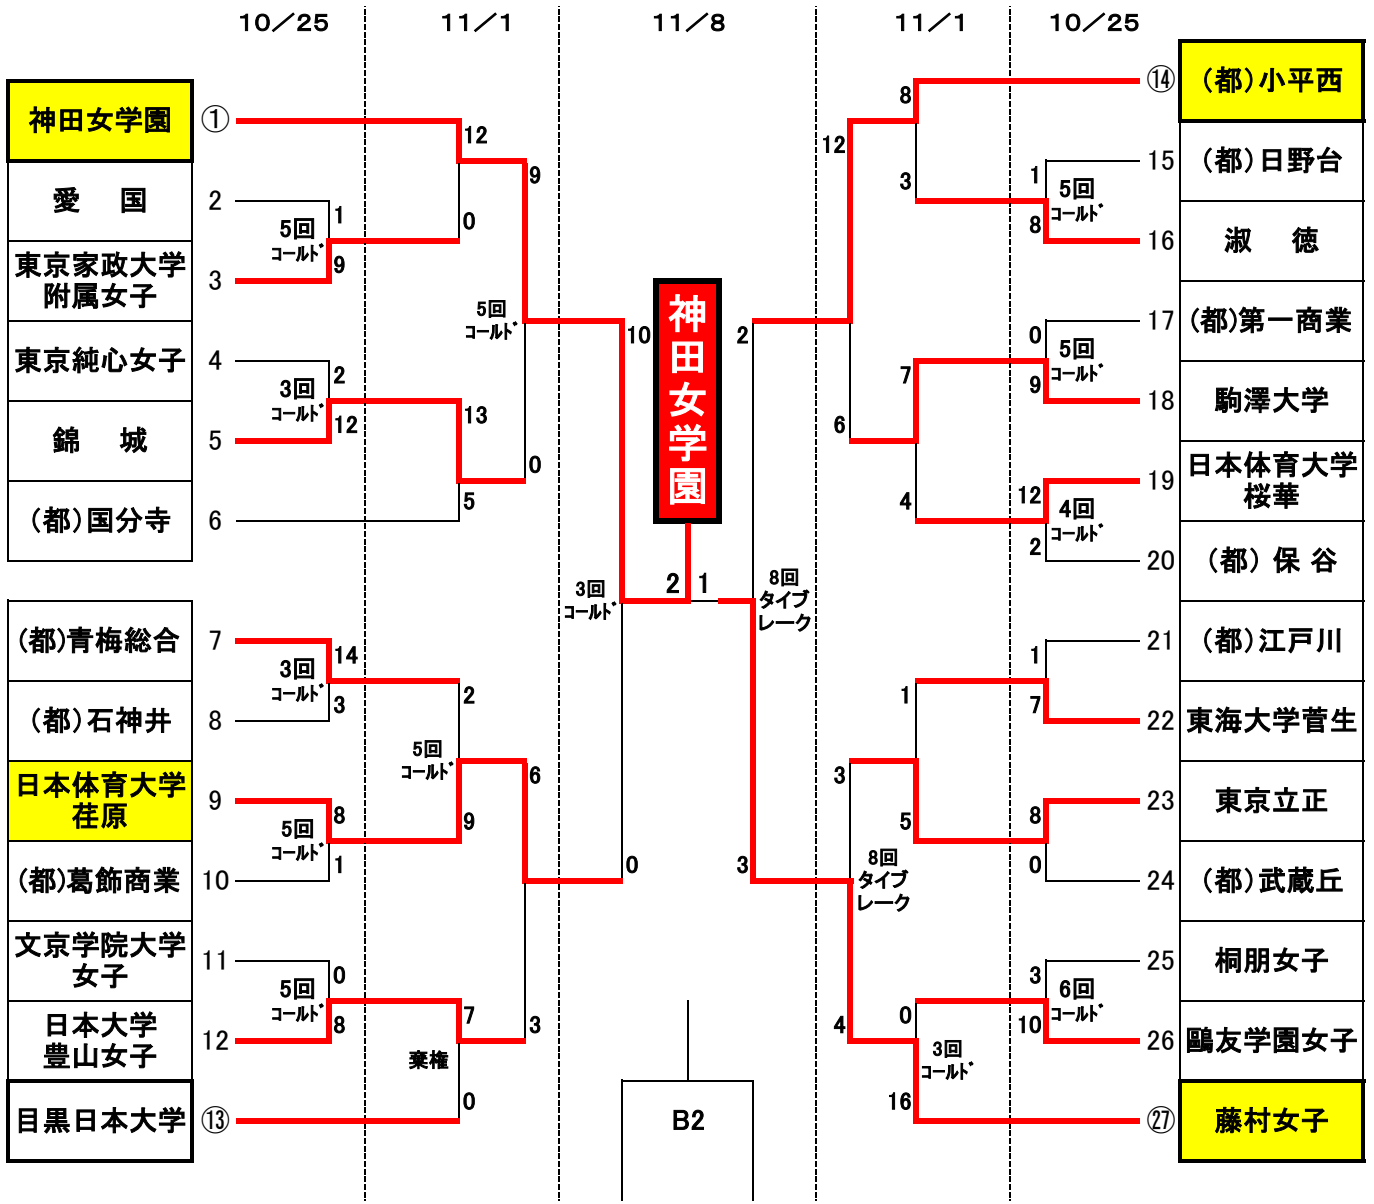 10／25
11／1
11／8
11／1
10／25
神田女学園
①
愛 国
2
東京家政大学
附属女子
3
東京純心女子
4
錦 城
5
(都)国分寺
6
(都)青梅総合
7
(都)石神井
8
日本体育大学
荏原
9
(都)葛飾商業
10
文京学院大学
女子
11
日本大学
豊山女子
12
目黒日本大学
⑬
1
5回
コールド
9
2
3回
コールド
12
14
3回
コールド
3
8
5回
コールド
1
0
5回
コールド
8
12
0
13
5
2
5回
コールド
9
7
棄権
0
9
5回
コールド
0
6
3
10
3回
コールド
0
神田女学園
2
1
2
8回
タイブ
レーク
3
B2
12
6
3
8回
タイブ
レーク
4
8
3
7
4
1
5
0
3回
コールド
16
1
5回
コールド
8
0
5回
コールド
9
12
4回
コールド
2
1
7
8
0
3
6回
コールド
10
⑭
(都)小平西
15
(都)日野台
16
淑 徳
17
(都)第一商業
18
駒澤大学
19
日本体育大学
桜華
20
(都)保谷
21
(都)江戸川
22
東海大学菅生
23
東京立正
24
(都)武蔵丘
25
桐朋女子
26
鷗友学園女子
㉗
藤村女子